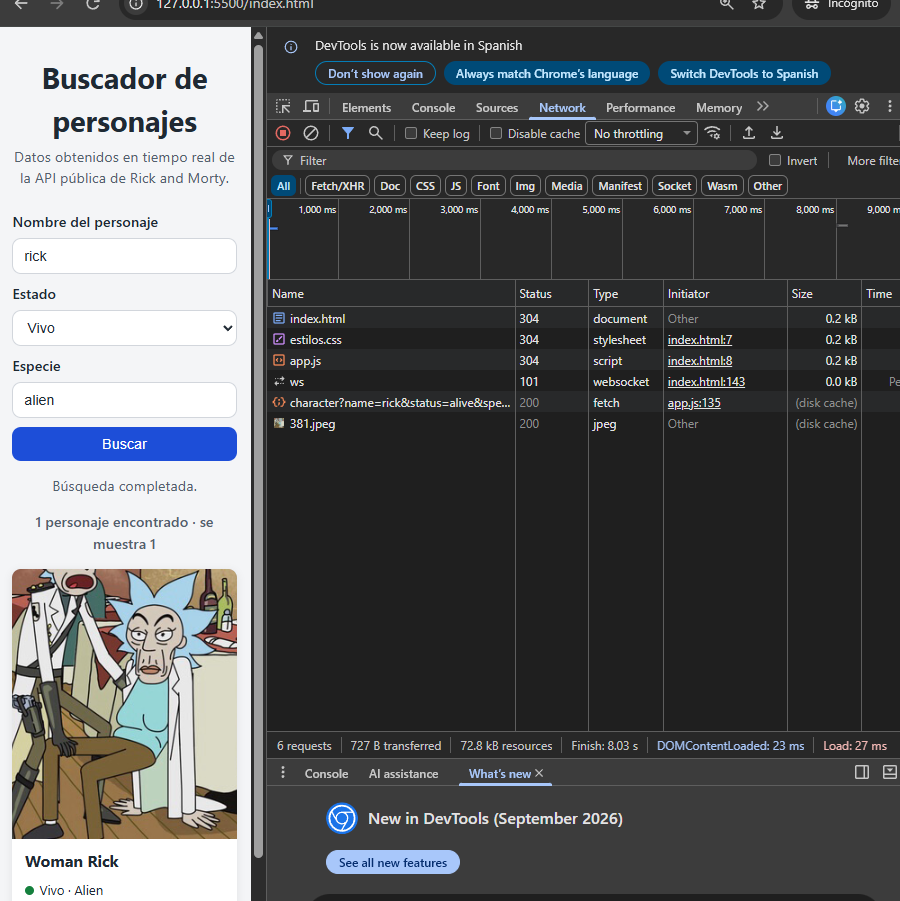 127.0.0.1:5500/index.html
Incognito
Buscador de
personajes
Datos obtenidos en tiempo real de
la API pública de Rick and Morty.
Nombre del personaje
rick
Estado
Vivo
Especie
alien
Buscar
Búsqueda completada.
1 personaje encontrado · se
muestra 1
Woman Rick
Vivo · Alien
DevTools is now available in Spanish
Don't show again Always match Chrome's language Switch DevTools to Spanish
Elements Console Sources Network Performance Memory
Keep log Disable cache No throttling
Filter Invert More filte
All Fetch/XHR Doc CSS JS Font Img Media Manifest Socket Wasm Other
1,000 ms 2,000 ms 3,000 ms 4,000 ms 5,000 ms 6,000 ms 7,000 ms 8,000 ms 9,000 m
Name Status Type Initiator Size Time
index.html 304 document Other 0.2 kB
estilos.css 304 stylesheet index.html:7 0.2 kB
app.js 304 script index.html:8 0.2 kB
ws 101 websocket index.html:143 0.0 kB Pe
character?name=rick&status=alive&spe... 200 fetch app.js:135 (disk cache)
381.jpeg 200 jpeg Other (disk cache)
6 requests 727 B transferred 72.8 kB resources Finish: 8.03 s DOMContentLoaded: 23 ms Load: 27 ms
Console AI assistance What's new
New in DevTools (September 2026)
See all new features